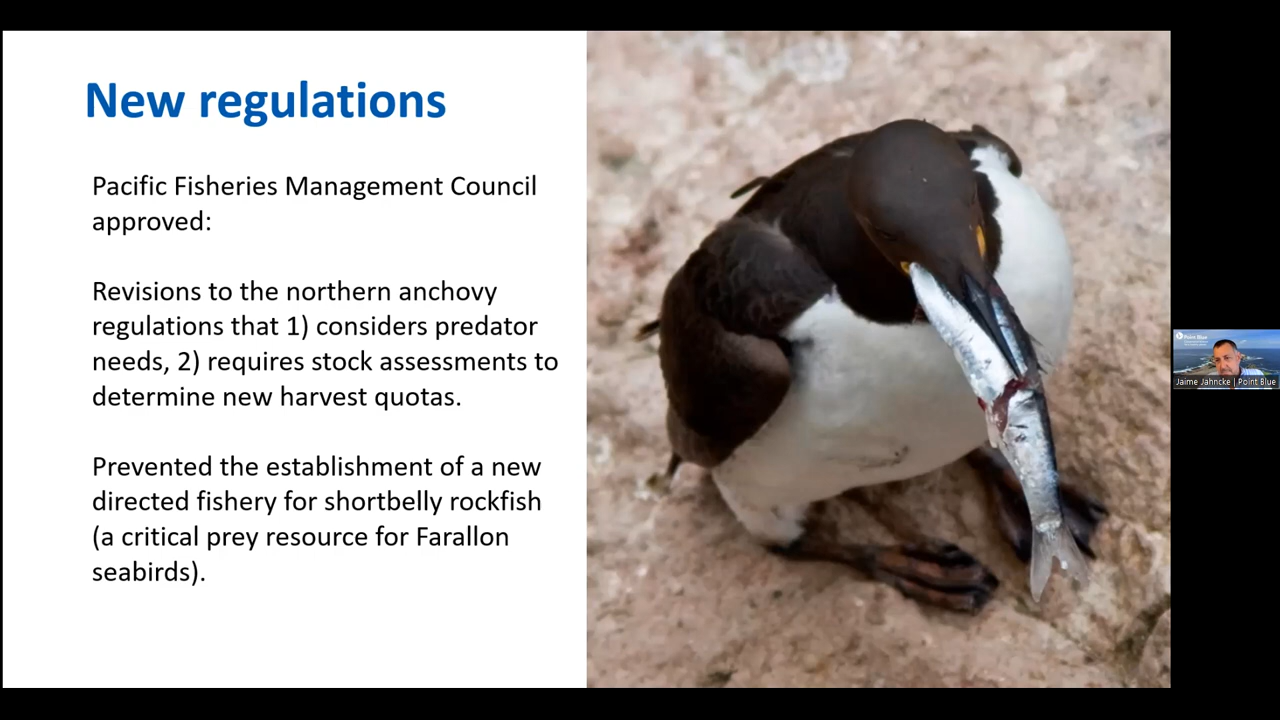 New regulations
Pacific Fisheries Management Council
approved:
Revisions to the northern anchovy
regulations that 1) considers predator
needs, 2) requires stock assessments to
determine new harvest quotas.
Prevented the establishment of a new
directed fishery for shortbelly rockfish
(a critical prey resource for Farallon
seabirds).
Point Blue
Jaime Jahncke | Point Blue